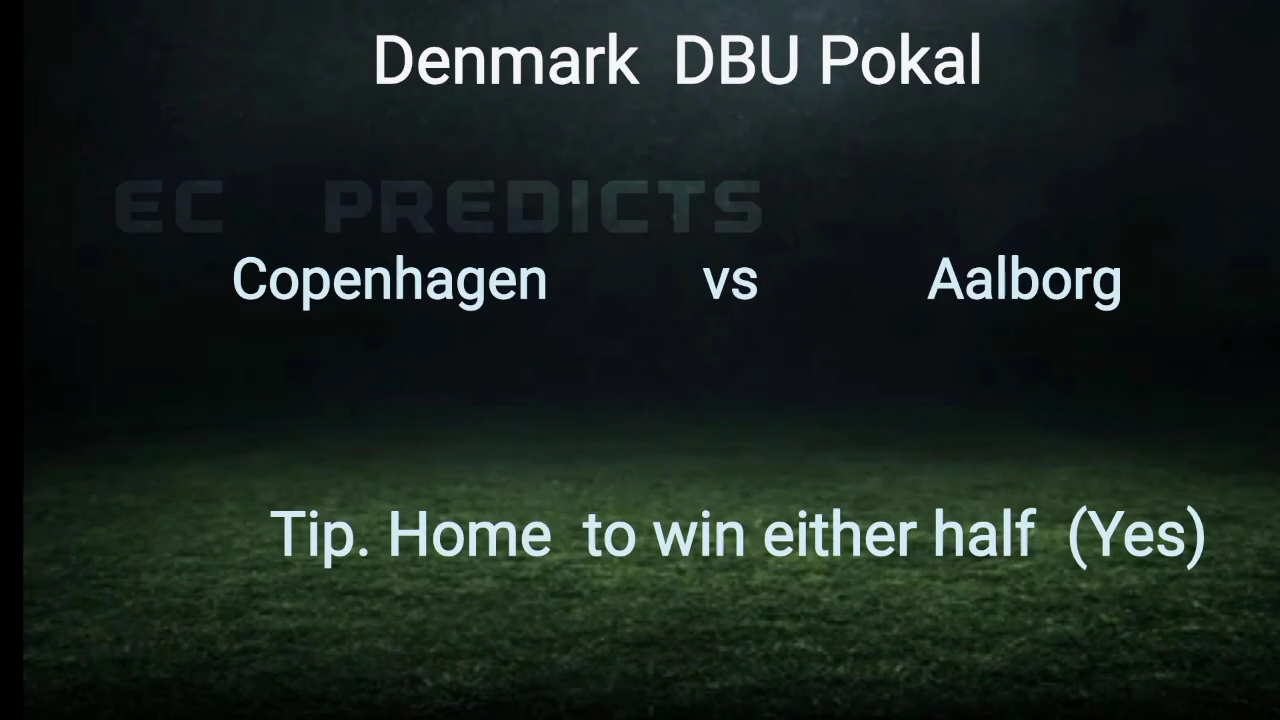 Denmark DBU Pokal
EC PREDICTS
Copenhagen vs Aalborg
Tip. Home to win either half (Yes)